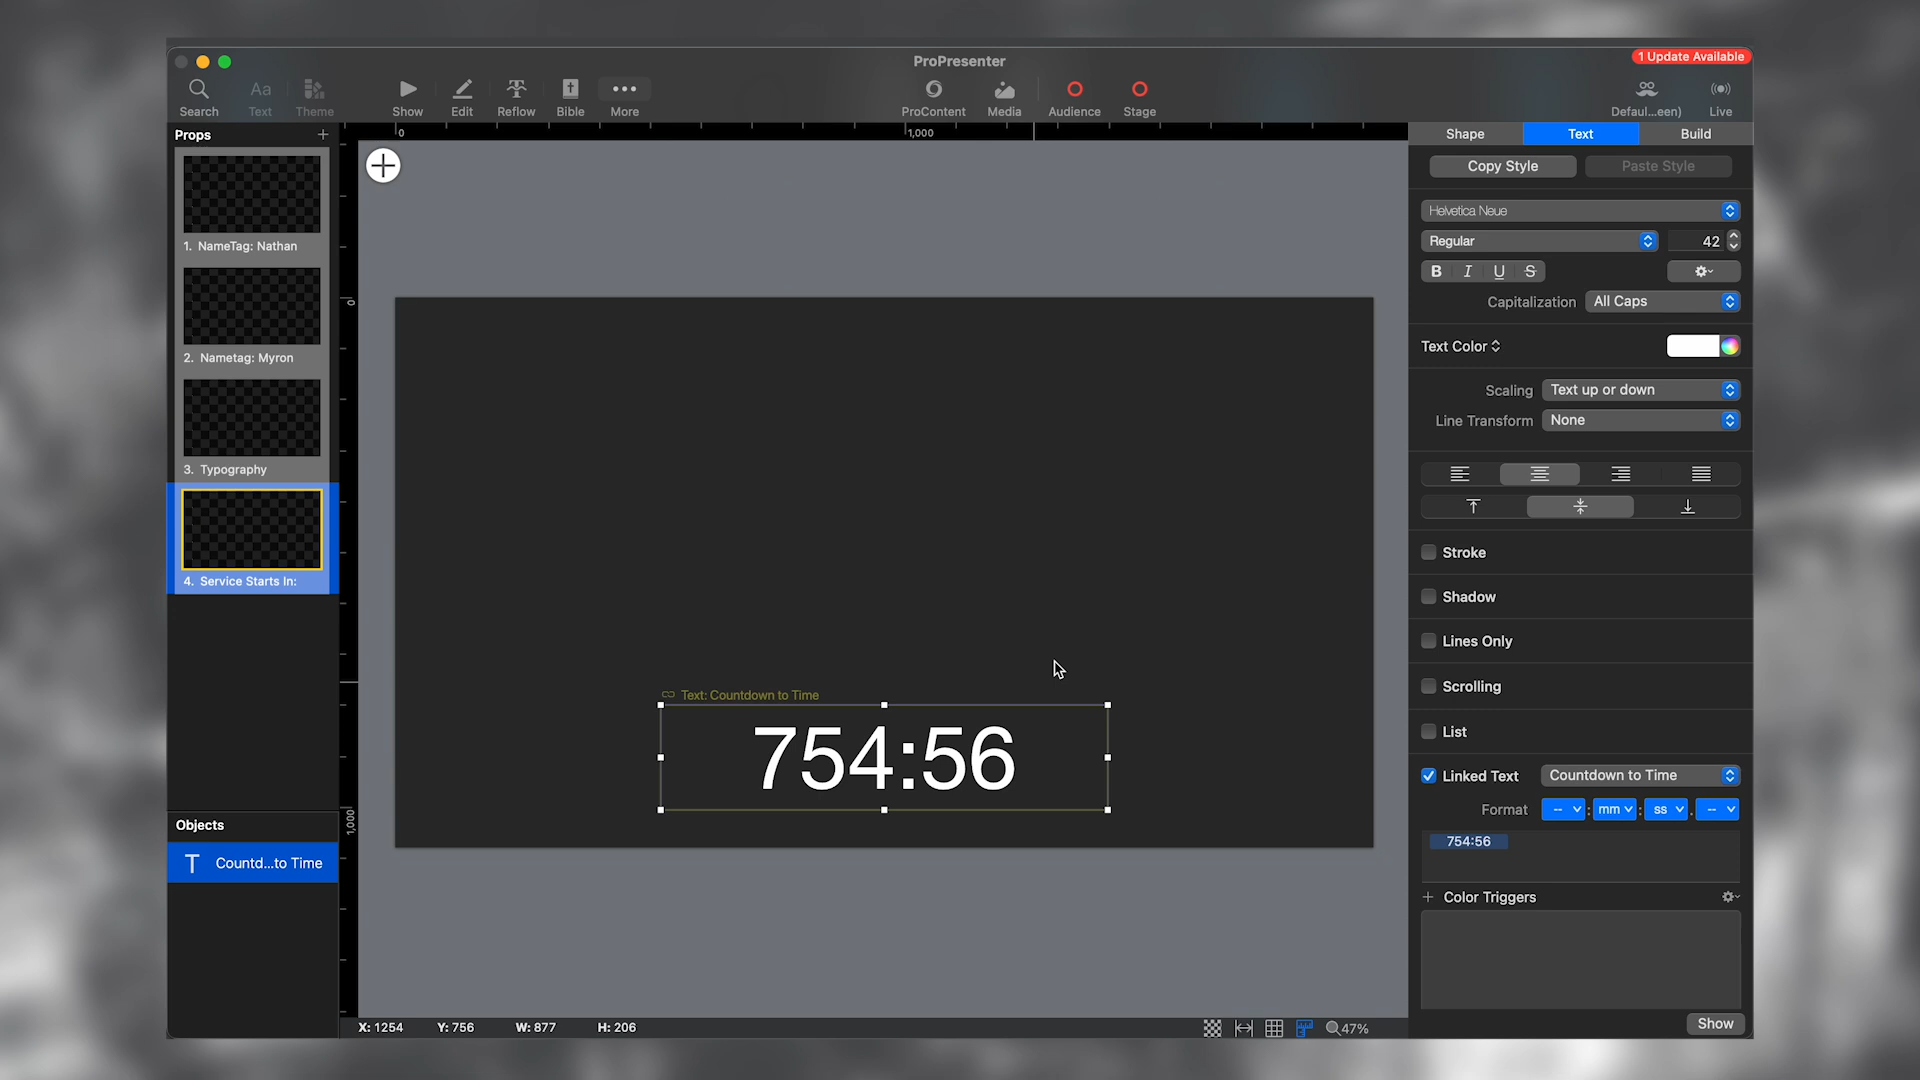 ProPresenter
1 Update Available
Search
Text
Theme
Show
Edit
Reflow
Bible
More
ProContent
Media
Audience
Stage
Defaul...een)
Live
Props
0
1,000
Shape
Text
Build
Copy Style
Paste Style
1. NameTag: Nathan
2. Nametag: Myron
3. Typography
4. Service Starts In:
Objects
Countd...to Time
0
1,000
Text: Countdown to Time
754:56
Helvetica Neue
Regular
42
B I U S
Capitalization All Caps
Text Color
Scaling Text up or down
Line Transform None
Stroke
Shadow
Lines Only
Scrolling
List
Linked Text Countdown to Time
Format -- : mm : ss . --
754:56
Color Triggers
Show
X: 1254 Y: 756 W: 877 H: 206
47%